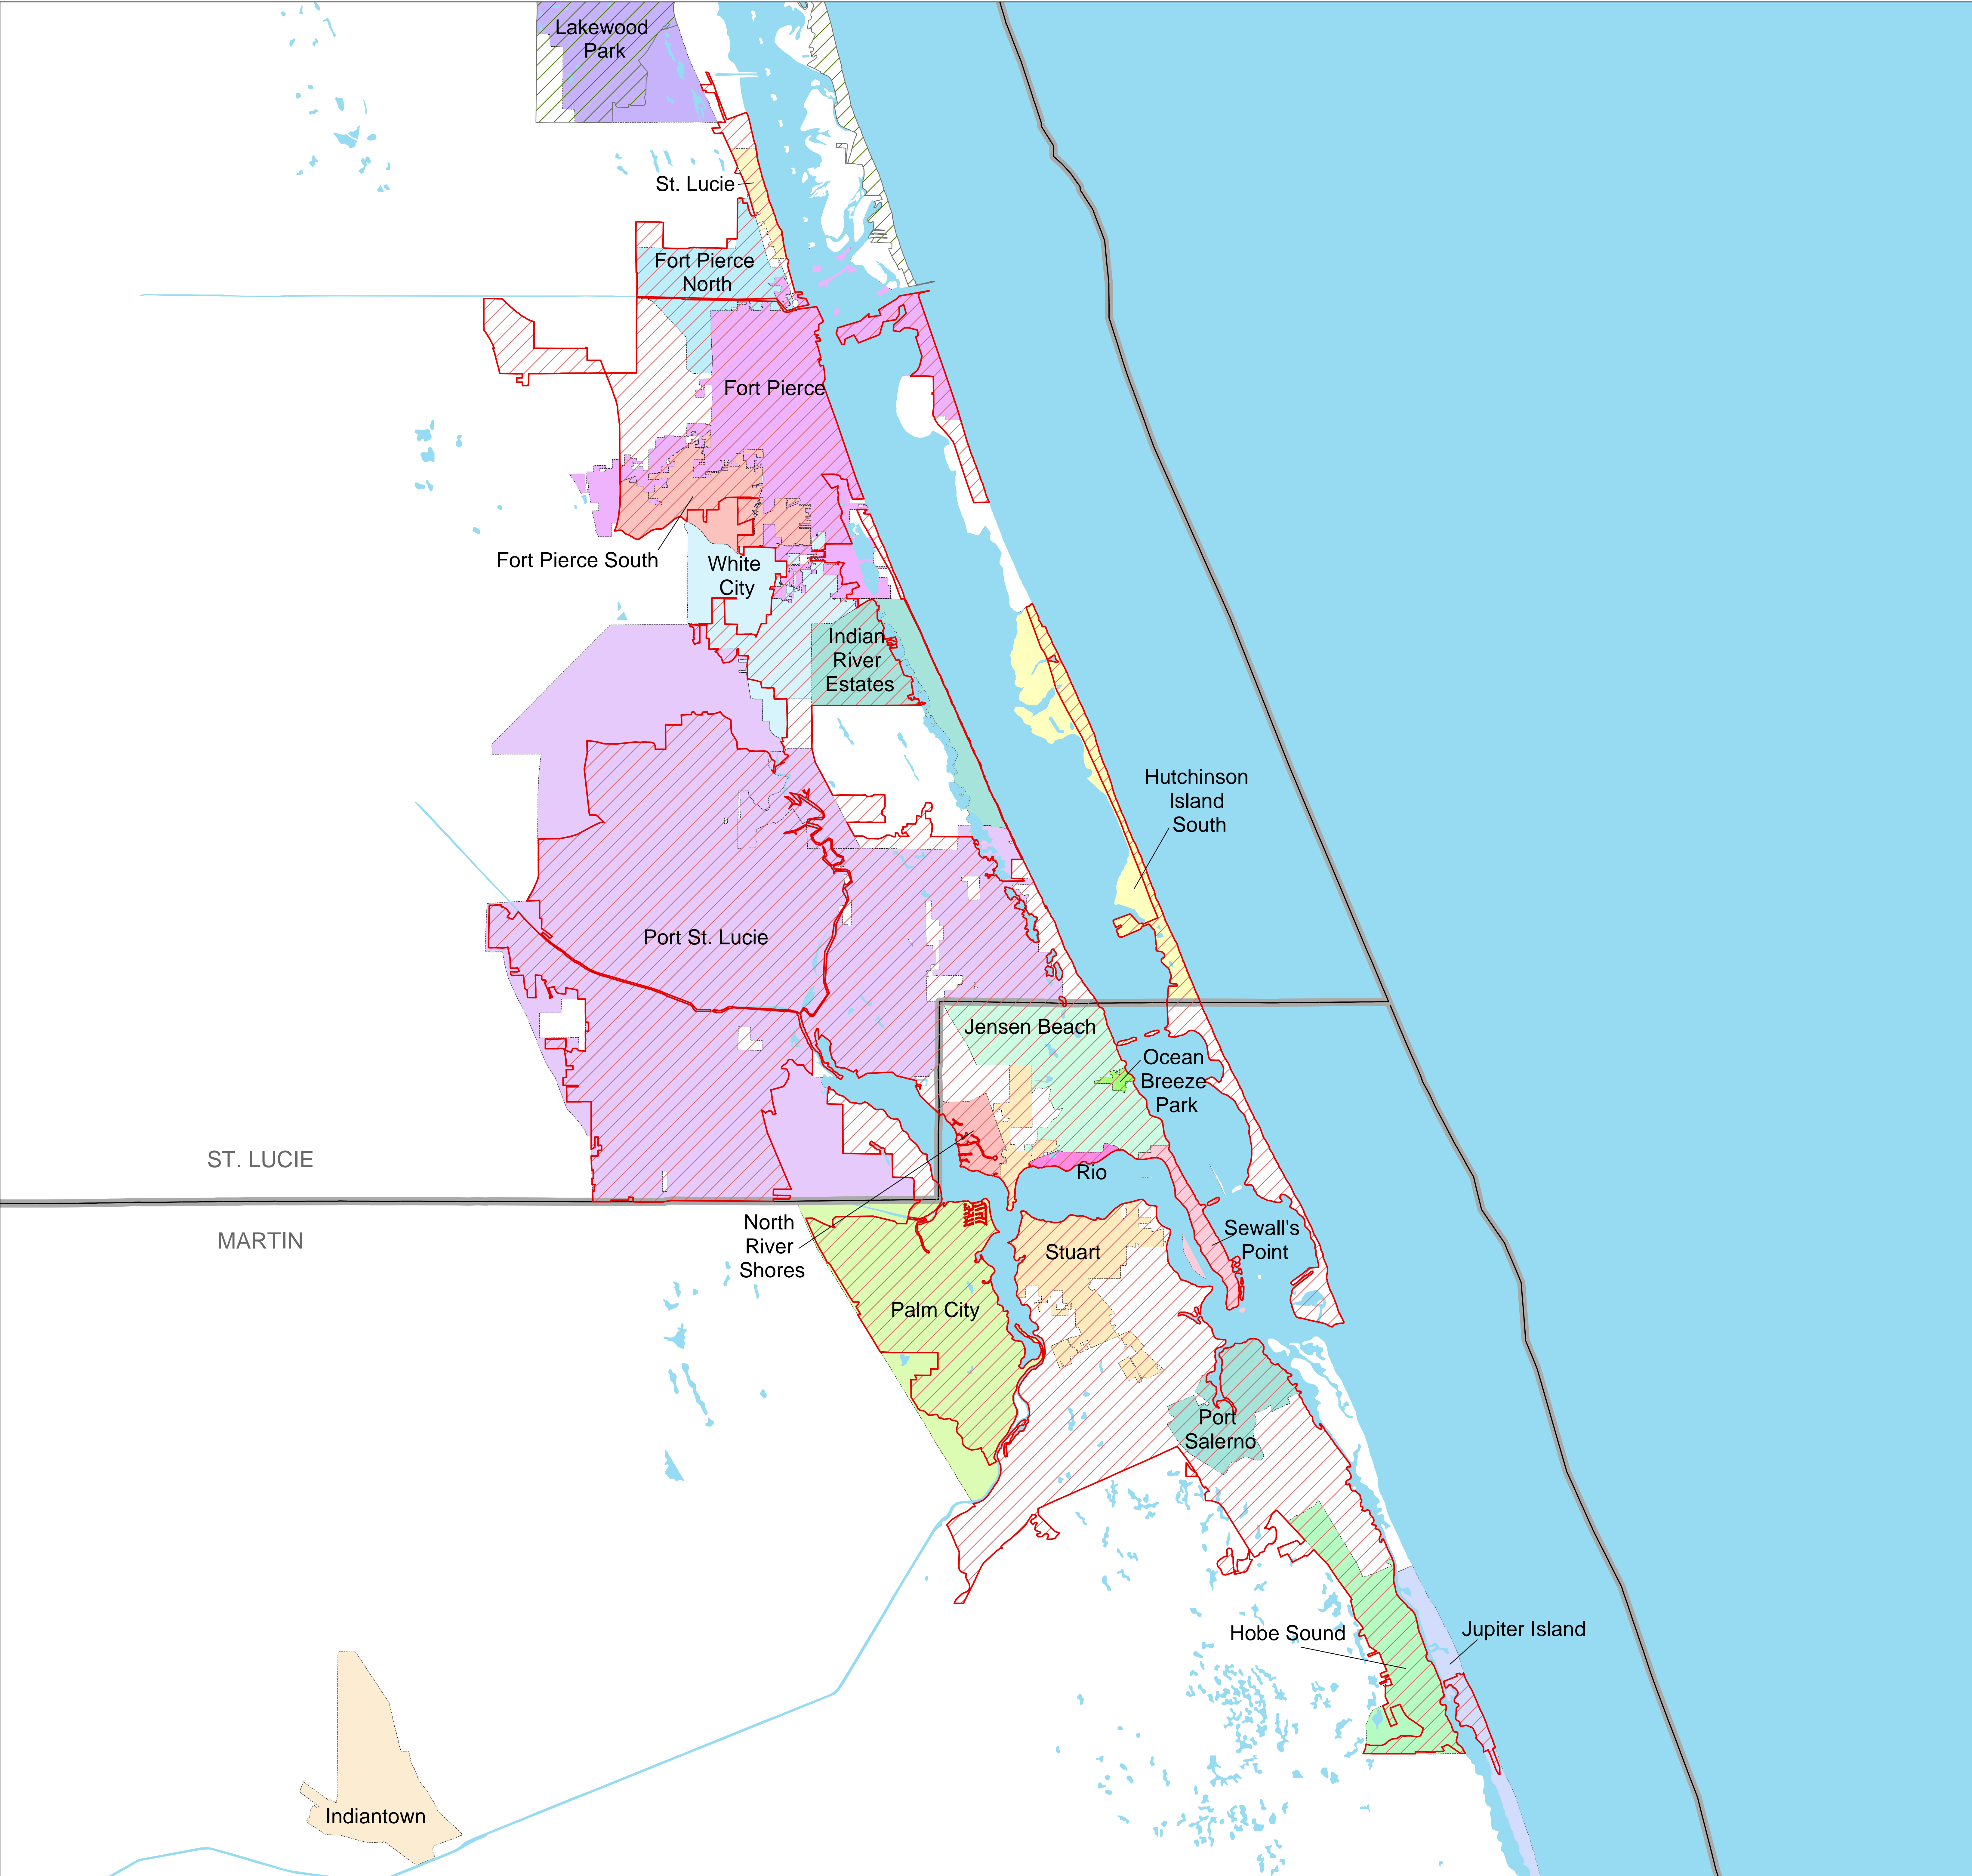 Lakewood
Park
St. Lucie
Fort Pierce
North
Fort Pierce
Fort Pierce South
White
City
Indian
River
Estates
Hutchinson
Island
South
Port St. Lucie
Jensen Beach
Ocean
Breeze
Park
ST. LUCIE
Rio
MARTIN
North
River
Shores
Stuart
Sewall's
Point
Palm City
Port
Salerno
Hobe Sound
Jupiter Island
Indiantown